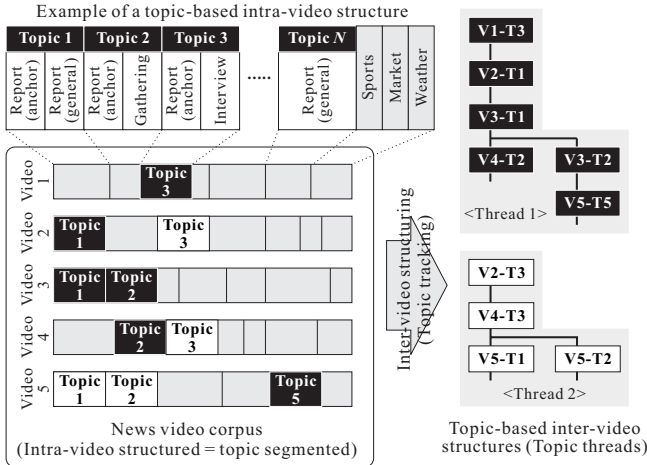 Example of a topic-based intra-video structure
Topic 1 Topic 2 Topic 3 Topic N
Report (anchor)
Report (general)
Report (anchor)
Gathering
Report (anchor)
Interview
.....
Report (general)
Sports
Market
Weather
Video 1
Topic 3
Video 2
Topic 1
Topic 3
Video 3
Topic 1
Topic 2
Video 4
Topic 2
Topic 3
Video 5
Topic 1
Topic 2
Topic 5
News video corpus
(Intra-video structured = topic segmented)
Inter-video structuring
(Topic tracking)
V1-T3
V2-T1
V3-T1
V4-T2 V3-T2
V5-T5
<Thread 1>
V2-T3
V4-T3
V5-T1 V5-T2
<Thread 2>
Topic-based inter-video
structures (Topic threads)